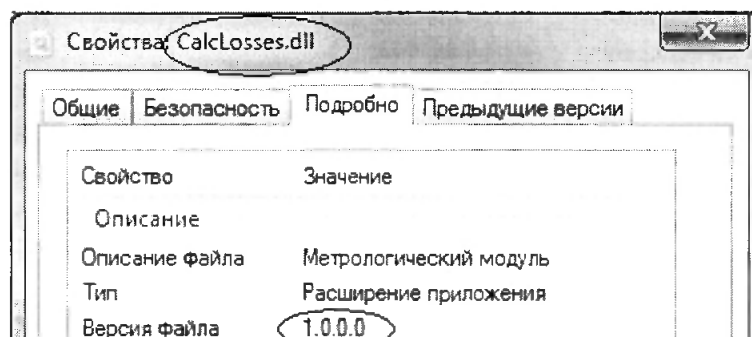 Свойства: CalcLosses.dll
Общие Безопасность Подробно Предыдущие версии
Свойство Значение
Описание
Описание файла Метрологический модуль
Тип Расширение приложения
Версия файла 1.0.0.0